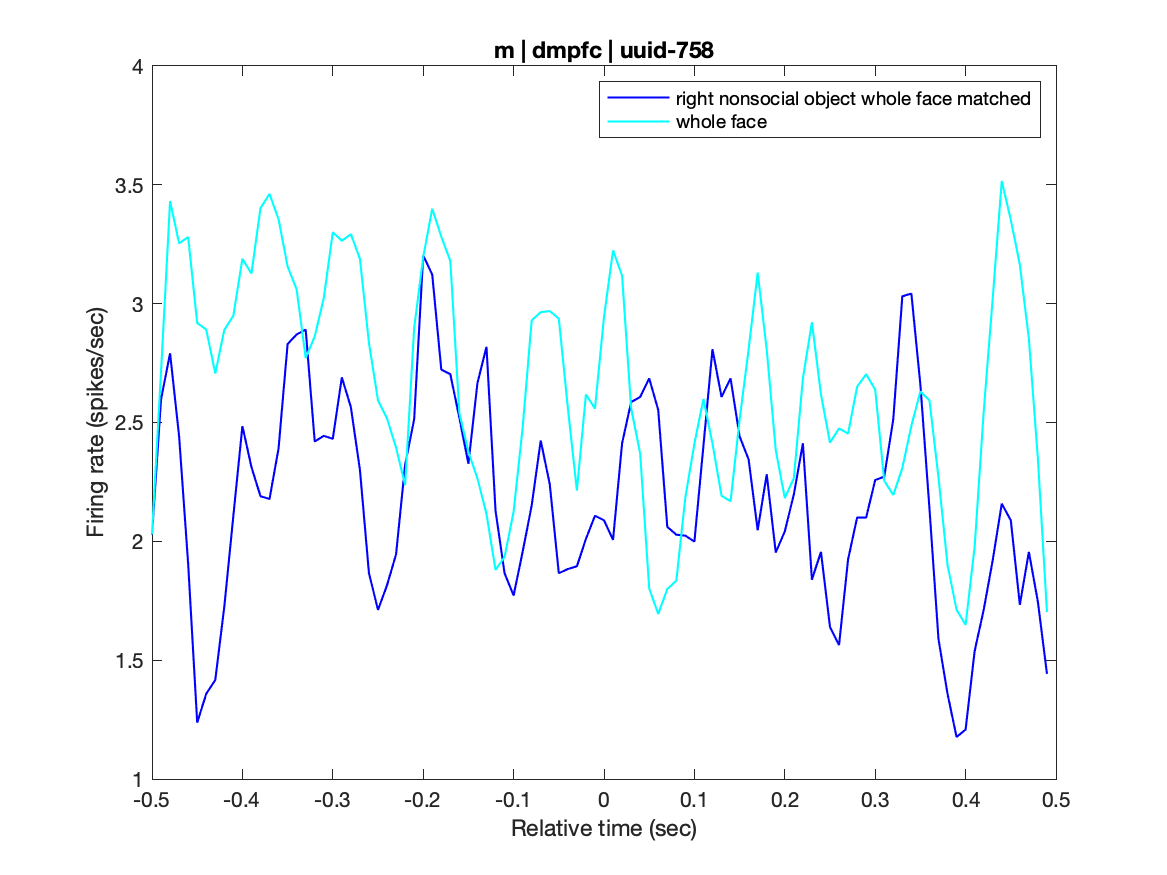 m | dmpfc | uuid-758
right nonsocial object whole face matched
whole face
4
3.5
3
2.5
2
1.5
1
Firing rate (spikes/sec)
-0.5 -0.4 -0.3 -0.2 -0.1 0 0.1 0.2 0.3 0.4 0.5
Relative time (sec)